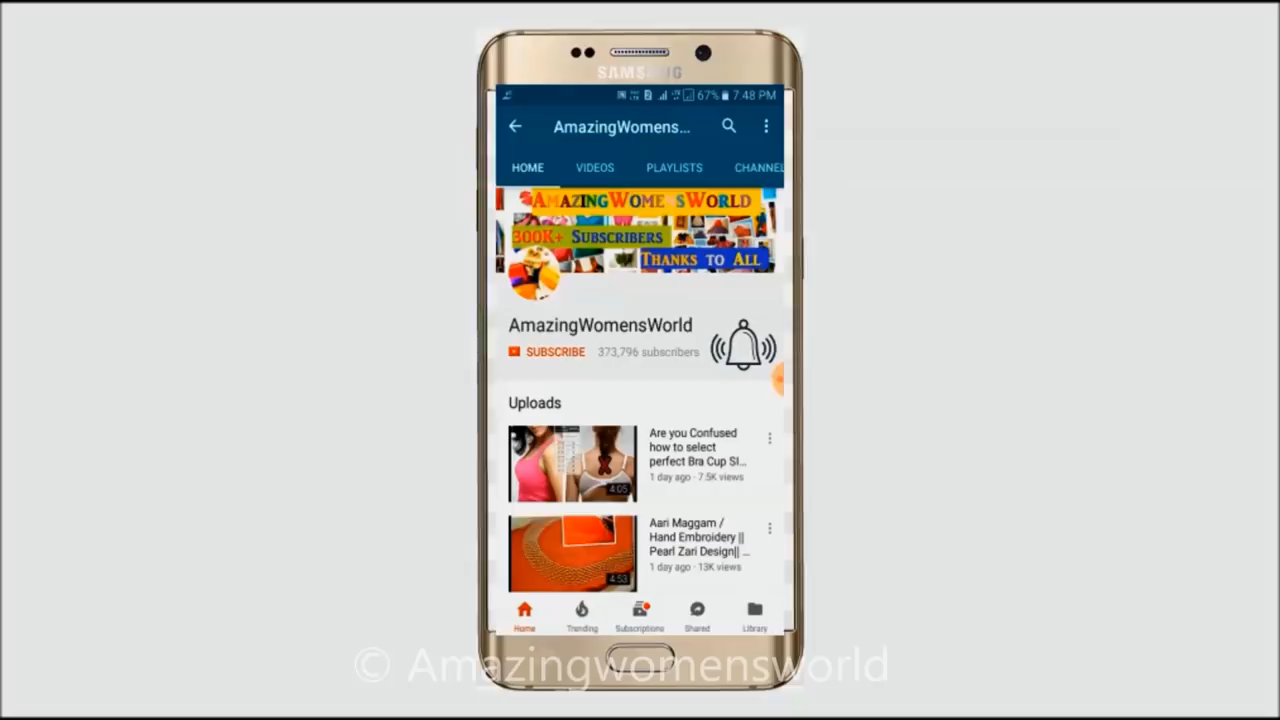 SAMSUNG
67% 7:48 PM
AmazingWomens...
HOME VIDEOS PLAYLISTS CHANNEL
AMAZINGWOME SWORLD
300K+ SUBSCRIBERS
THANKS TO ALL
AmazingWomensWorld
SUBSCRIBE 373,796 subscribers
Uploads
Are you Confused
how to select
perfect Bra Cup SI...
1 day ago · 7.5K views
4:05
Aari Maggam /
Hand Embroidery ||
Pearl Zari Design|| ...
1 day ago · 13K views
4:53
Home Trending Subscriptions Shared Library
© Amazingwomensworld